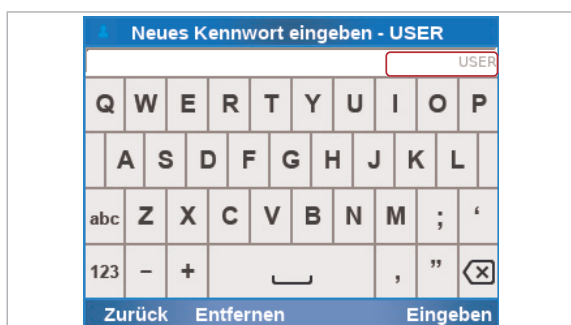 Neues Kennwort eingeben - USER
USER
Q W E R T Y U I O P
A S D F G H J K L
abc Z X C V B N M ; ‘
123 - + , ”
Zurück Entfernen Eingeben